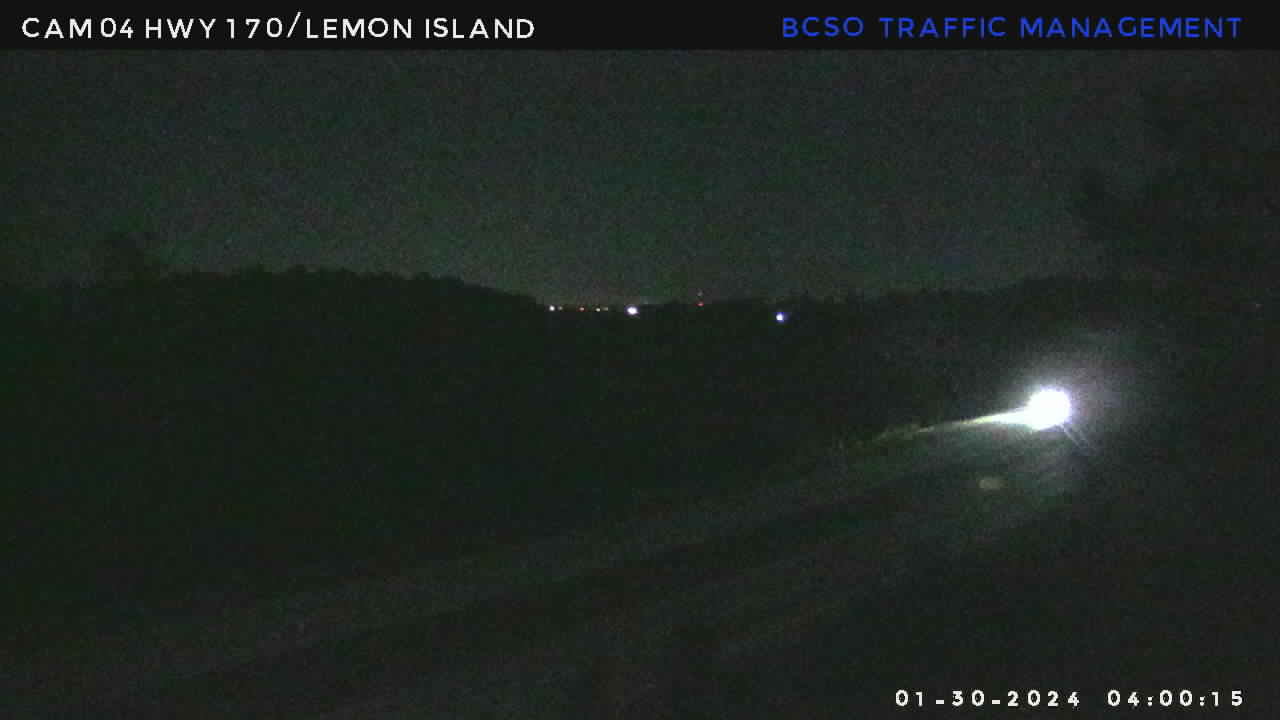 CAM04 HWY 170/LEMON ISLAND
BCSO TRAFFIC MANAGEMENT
01-30-2024 04:00:15